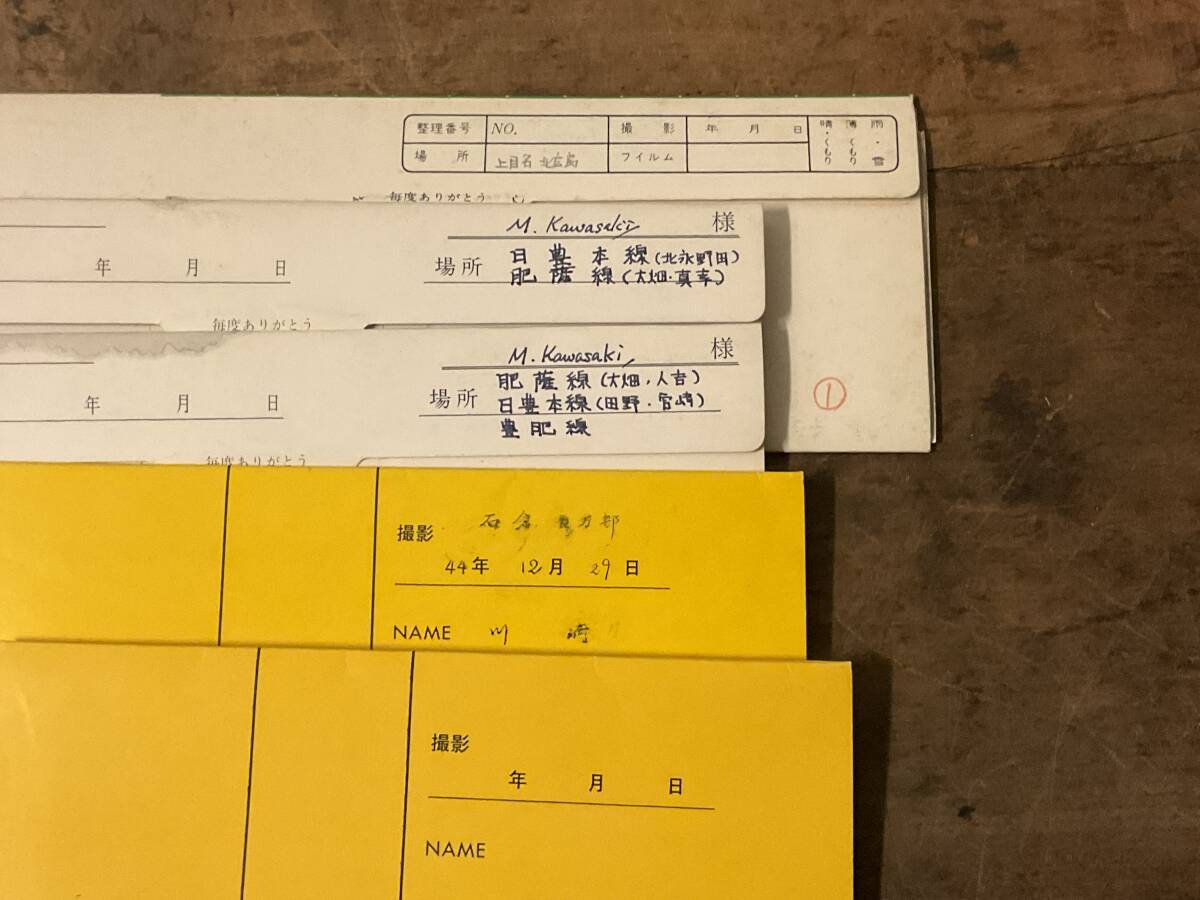 整理番号 NO. 撮影 年 月 日 晴・くもり 薄くもり 雨・雪
場所 上目名 北広島 フイルム
毎度ありがとう
M. Kawasaki 様
日豊本線(北永野田)
年 月 日 場所 肥薩線(大畑・真幸)
毎度ありがとう
M. Kawasaki 様
肥薩線(大畑・人吉)
年 月 日 場所 日豊本線(田野・宮崎)
豊肥線
①
毎度ありがとう
撮影 石倉
44年 12月 29日
NAME 川崎
撮影
年 月 日
NAME